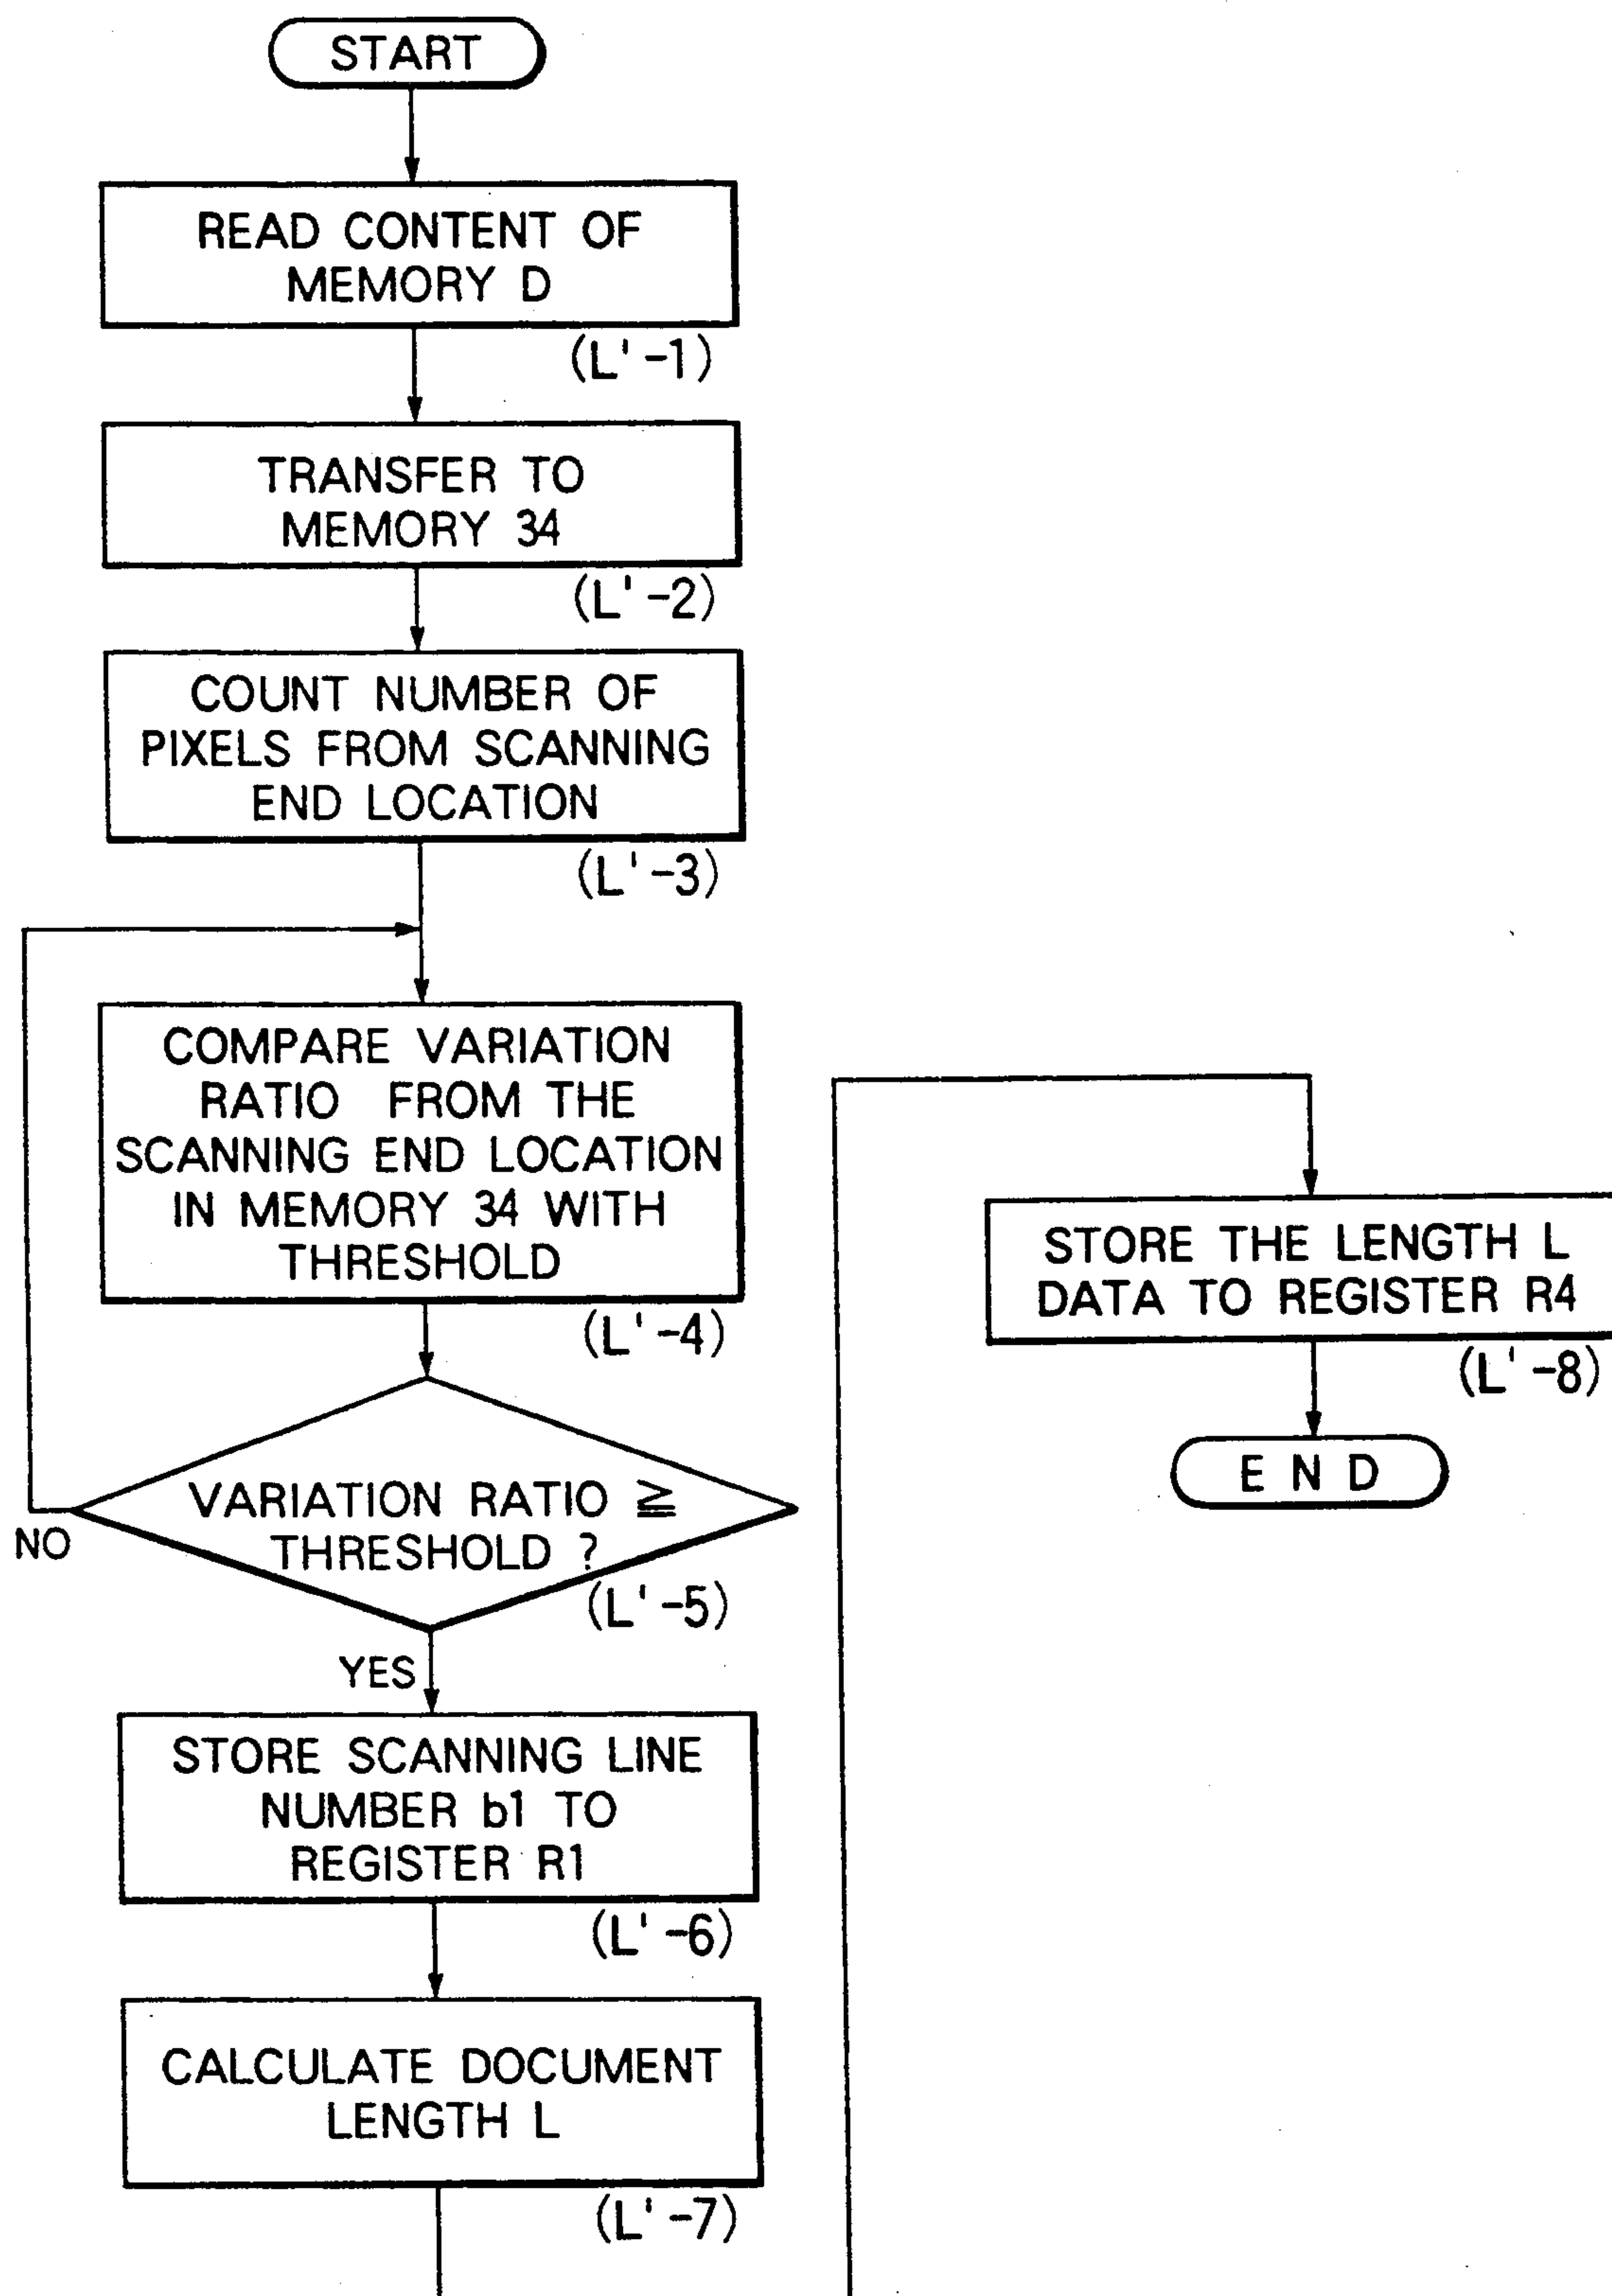 START
READ CONTENT OF
MEMORY D
(L'-1)
TRANSFER TO
MEMORY 34
(L'-2)
COUNT NUMBER OF
PIXELS FROM SCANNING
END LOCATION
(L'-3)
COMPARE VARIATION
RATIO FROM THE
SCANNING END LOCATION
IN MEMORY 34 WITH
THRESHOLD
(L'-4)
VARIATION RATIO ≧
THRESHOLD ?
(L'-5)
NO
YES
STORE SCANNING LINE
NUMBER b1 TO
REGISTER R1
(L'-6)
CALCULATE DOCUMENT
LENGTH L
(L'-7)
STORE THE LENGTH L
DATA TO REGISTER R4
(L'-8)
END